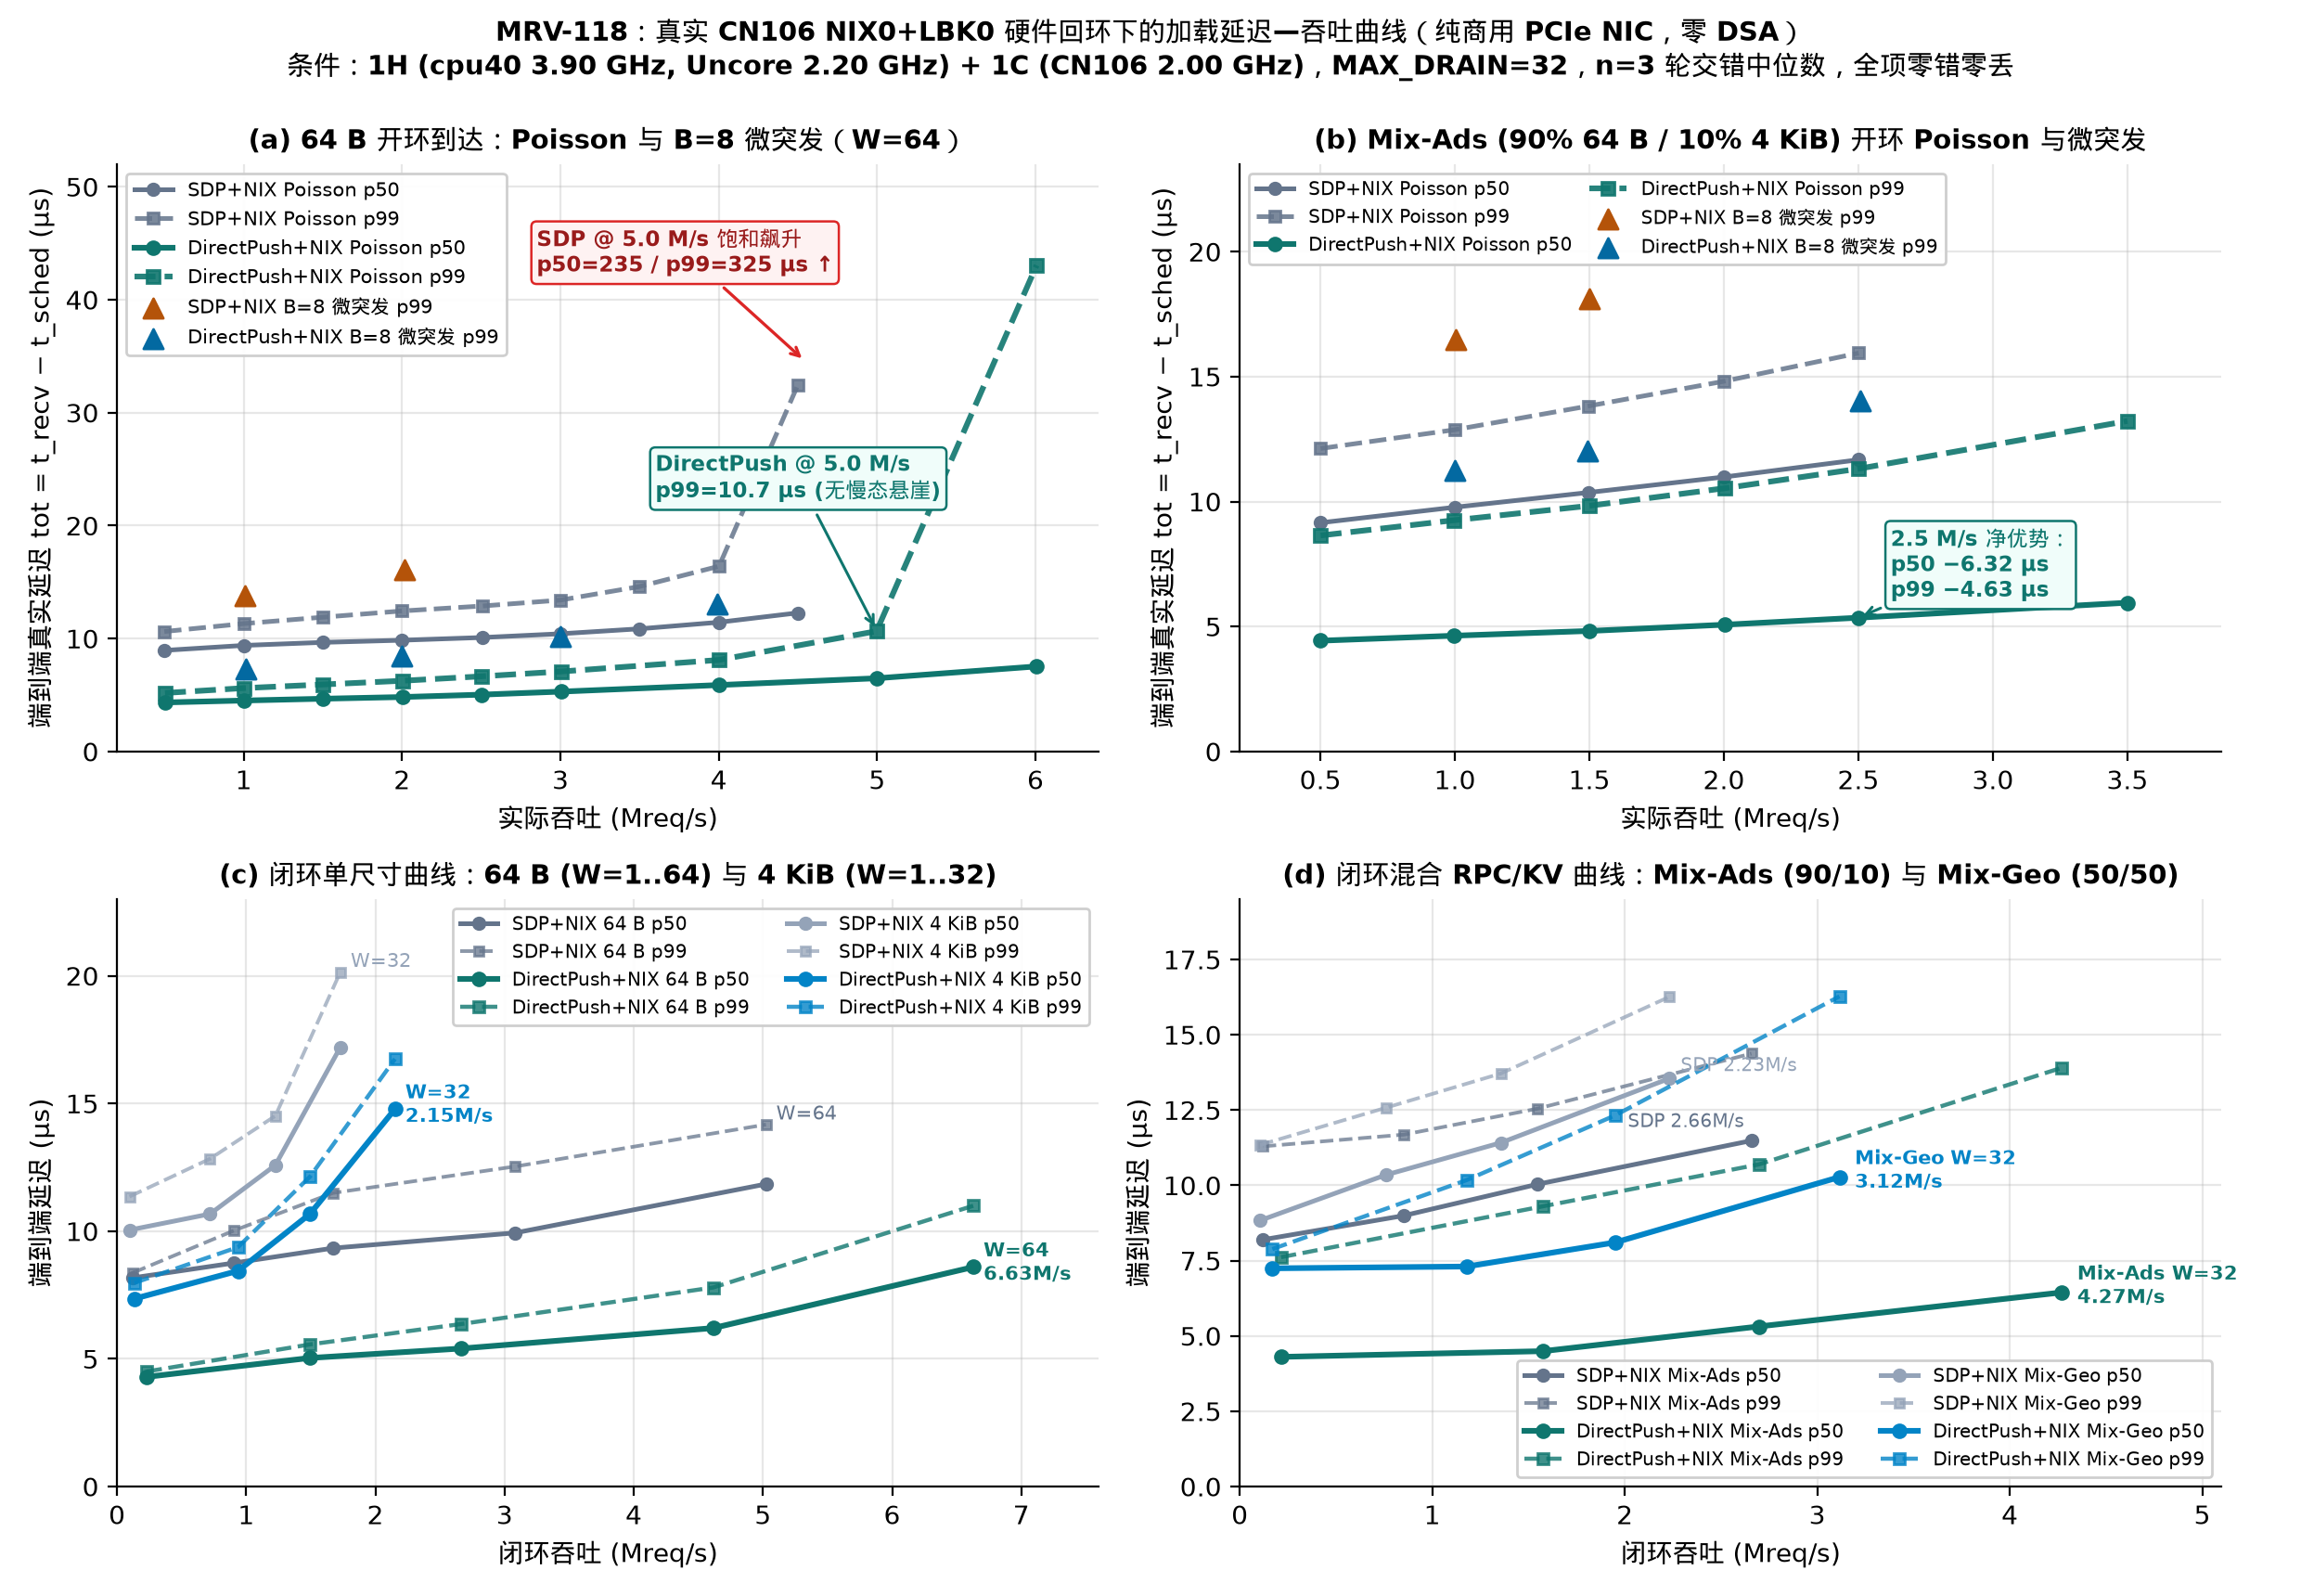 MRV-118：真实 CN106 NIX0+LBK0 硬件回环下的加载延迟—吞吐曲线（纯商用 PCIe NIC，零 DSA）
条件：1H (cpu40 3.90 GHz, Uncore 2.20 GHz) + 1C (CN106 2.00 GHz)，MAX_DRAIN=32，n=3 轮交错中位数，全项零错零丢
(a) 64 B 开环到达：Poisson 与 B=8 微突发（W=64）
端到端真实延迟 tot = t_recv − t_sched (µs)
50
40
30
20
10
0
SDP+NIX Poisson p50
SDP+NIX Poisson p99
DirectPush+NIX Poisson p50
DirectPush+NIX Poisson p99
SDP+NIX B=8 微突发 p99
DirectPush+NIX B=8 微突发 p99
SDP @ 5.0 M/s 饱和飙升
p50=235 / p99=325 µs ↑
DirectPush @ 5.0 M/s
p99=10.7 µs (无慢态悬崖)
1 2 3 4 5 6
实际吞吐 (Mreq/s)
(b) Mix-Ads (90% 64 B / 10% 4 KiB) 开环 Poisson 与微突发
端到端真实延迟 tot = t_recv − t_sched (µs)
20
15
10
5
0
SDP+NIX Poisson p50
SDP+NIX Poisson p99
DirectPush+NIX Poisson p50
DirectPush+NIX Poisson p99
SDP+NIX B=8 微突发 p99
DirectPush+NIX B=8 微突发 p99
2.5 M/s 净优势：
p50 −6.32 µs
p99 −4.63 µs
0.5 1.0 1.5 2.0 2.5 3.0 3.5
实际吞吐 (Mreq/s)
(c) 闭环单尺寸曲线：64 B (W=1..64) 与 4 KiB (W=1..32)
端到端延迟 (µs)
20
15
10
5
0
SDP+NIX 64 B p50
SDP+NIX 64 B p99
DirectPush+NIX 64 B p50
DirectPush+NIX 64 B p99
SDP+NIX 4 KiB p50
SDP+NIX 4 KiB p99
DirectPush+NIX 4 KiB p50
DirectPush+NIX 4 KiB p99
W=32
W=32
2.15M/s
W=64
W=64
6.63M/s
0 1 2 3 4 5 6 7
闭环吞吐 (Mreq/s)
(d) 闭环混合 RPC/KV 曲线：Mix-Ads (90/10) 与 Mix-Geo (50/50)
端到端延迟 (µs)
17.5
15.0
12.5
10.0
7.5
5.0
2.5
0.0
SDP 2.23M/s
SDP 2.66M/s
Mix-Geo W=32
3.12M/s
Mix-Ads W=32
4.27M/s
SDP+NIX Mix-Ads p50
SDP+NIX Mix-Ads p99
DirectPush+NIX Mix-Ads p50
DirectPush+NIX Mix-Ads p99
SDP+NIX Mix-Geo p50
SDP+NIX Mix-Geo p99
DirectPush+NIX Mix-Geo p50
DirectPush+NIX Mix-Geo p99
0 1 2 3 4 5
闭环吞吐 (Mreq/s)